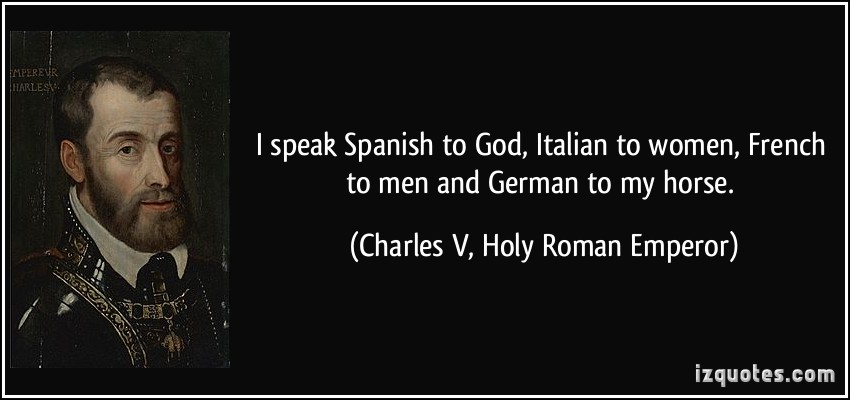 EMPEREVR
CHARLES V
I speak Spanish to God, Italian to women, French
to men and German to my horse.
(Charles V, Holy Roman Emperor)
izquotes.com